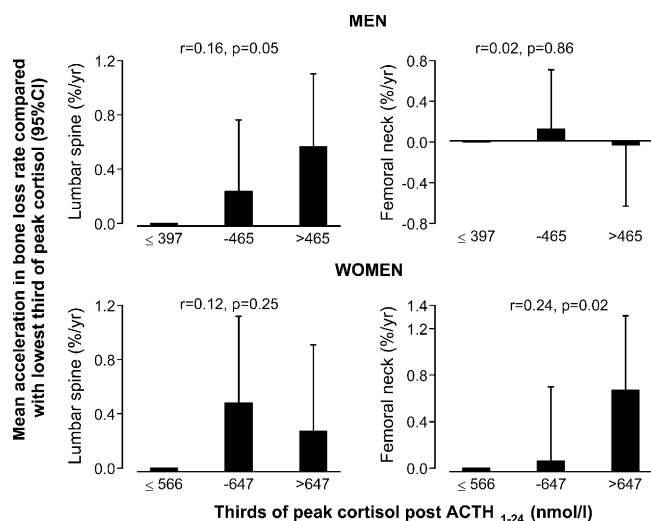 MEN
Mean acceleration in bone loss rate compared
with lowest third of peak cortisol (95%CI)
r=0.16, p=0.05
Lumbar spine (%/yr)
1.2
0.8
0.4
0.0
≤ 397 -465 >465
r=0.02, p=0.86
Femoral neck (%/yr)
0.8
0.4
0.0
-0.4
-0.8
≤ 397 -465 >465
WOMEN
r=0.12, p=0.25
Lumbar spine (%/yr)
1.2
0.8
0.4
0.0
≤ 566 -647 >647
r=0.24, p=0.02
Femoral neck (%/yr)
1.4
1.2
0.8
0.4
0.0
≤ 566 -647 >647
Thirds of peak cortisol post ACTH 1-24 (nmol/l)